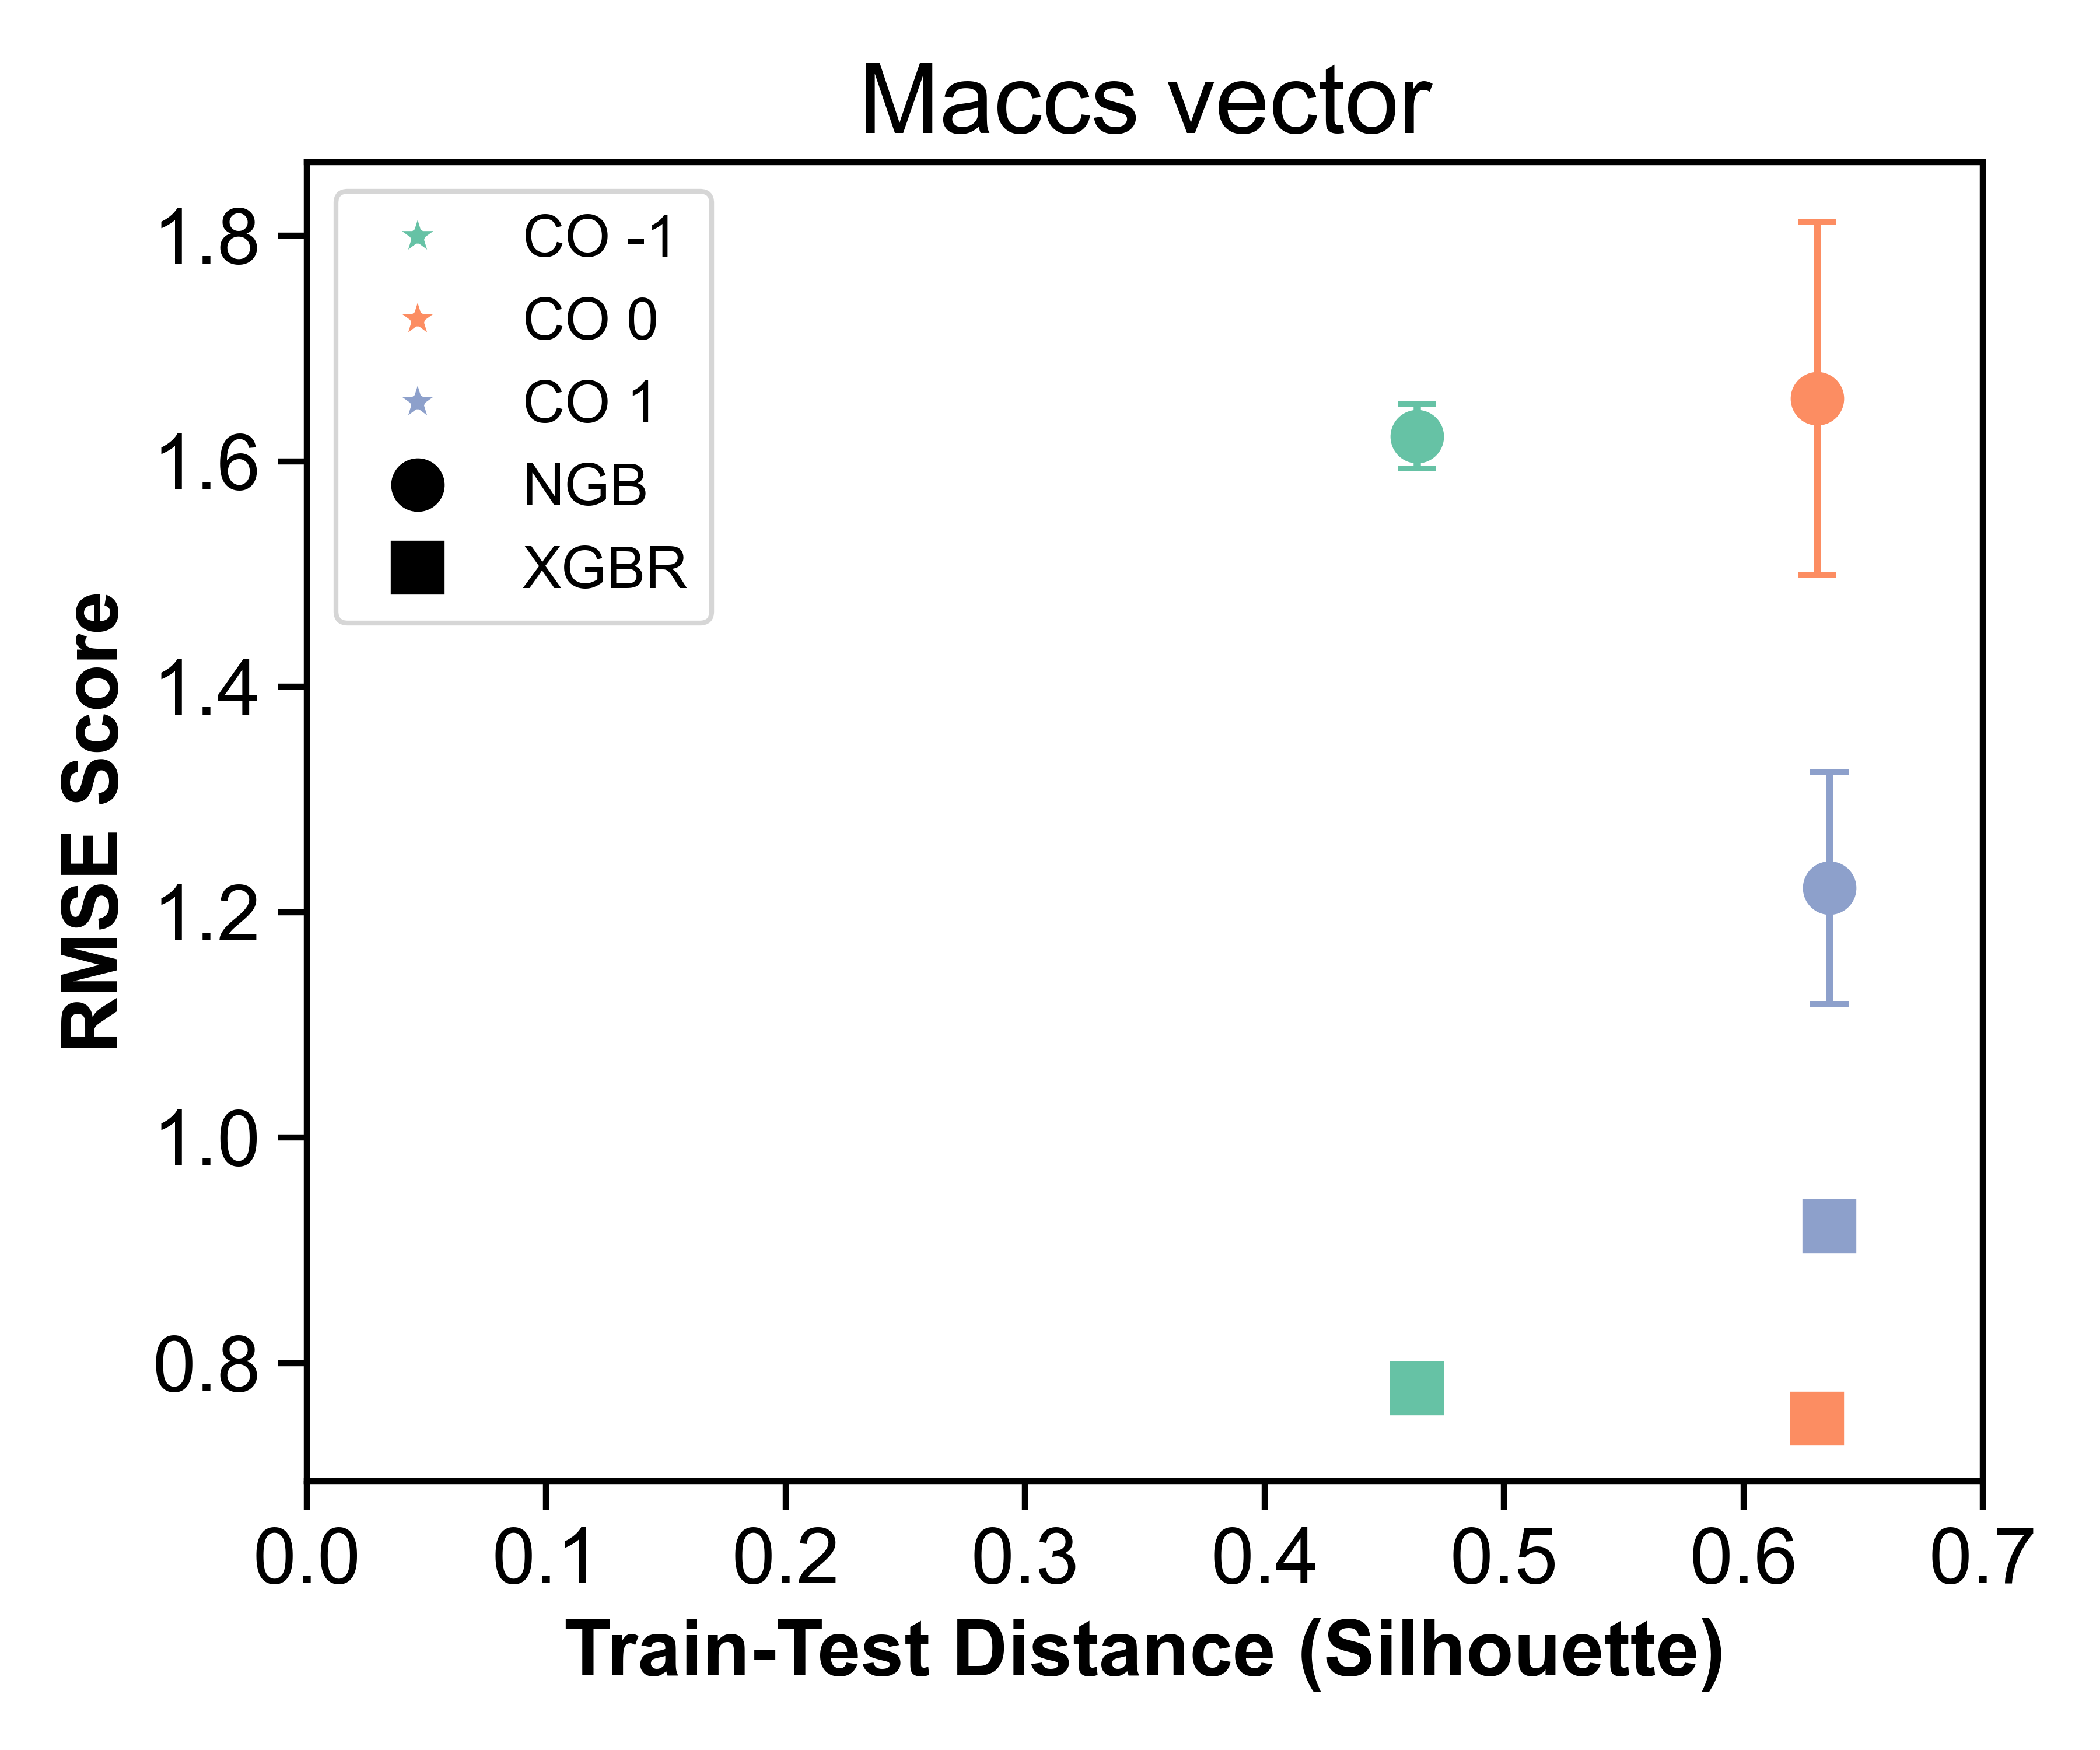 Maccs vector
CO -1
CO 0
CO 1
NGB
XGBR
RMSE Score
1.8
1.6
1.4
1.2
1.0
0.8
0.0 0.1 0.2 0.3 0.4 0.5 0.6 0.7
Train-Test Distance (Silhouette)